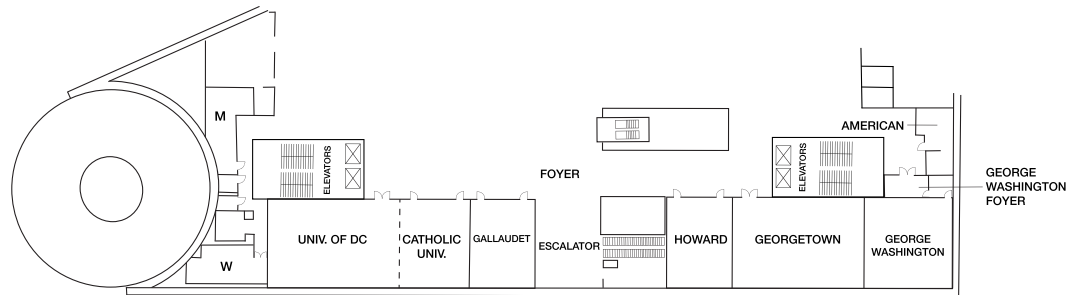 M
AMERICAN
ELEVATORS
ELEVATORS
FOYER
GEORGE
WASHINGTON
FOYER
UNIV. OF DC
CATHOLIC
UNIV.
GALLAUDET
ESCALATOR
HOWARD
GEORGETOWN
GEORGE
WASHINGTON
W